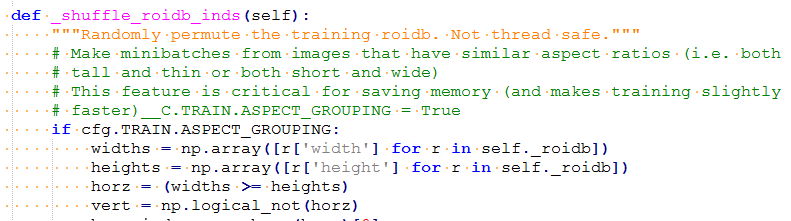 def _shuffle_roidb_inds(self):
    """Randomly permute the training roidb. Not thread safe."""
    # Make minibatches from images that have similar aspect ratios (i.e. both
    # tall and thin or both short and wide)
    # This feature is critical for saving memory (and makes training slightly
    # faster)__C.TRAIN.ASPECT_GROUPING = True
    if cfg.TRAIN.ASPECT_GROUPING:
        widths = np.array([r['width'] for r in self._roidb])
        heights = np.array([r['height'] for r in self._roidb])
        horz = (widths >= heights)
        vert = np.logical_not(horz)